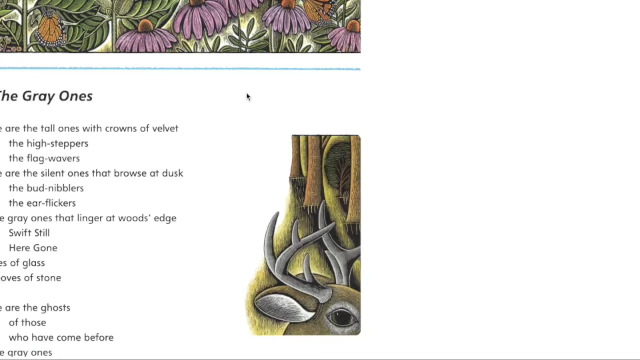 The Gray Ones
e are the tall ones with crowns of velvet
the high-steppers
the flag-wavers
e are the silent ones that browse at dusk
the bud-nibblers
the ear-flickers
e gray ones that linger at woods' edge
Swift Still
Here Gone
es of glass
ooves of stone
e are the ghosts
of those
who have come before
e gray ones